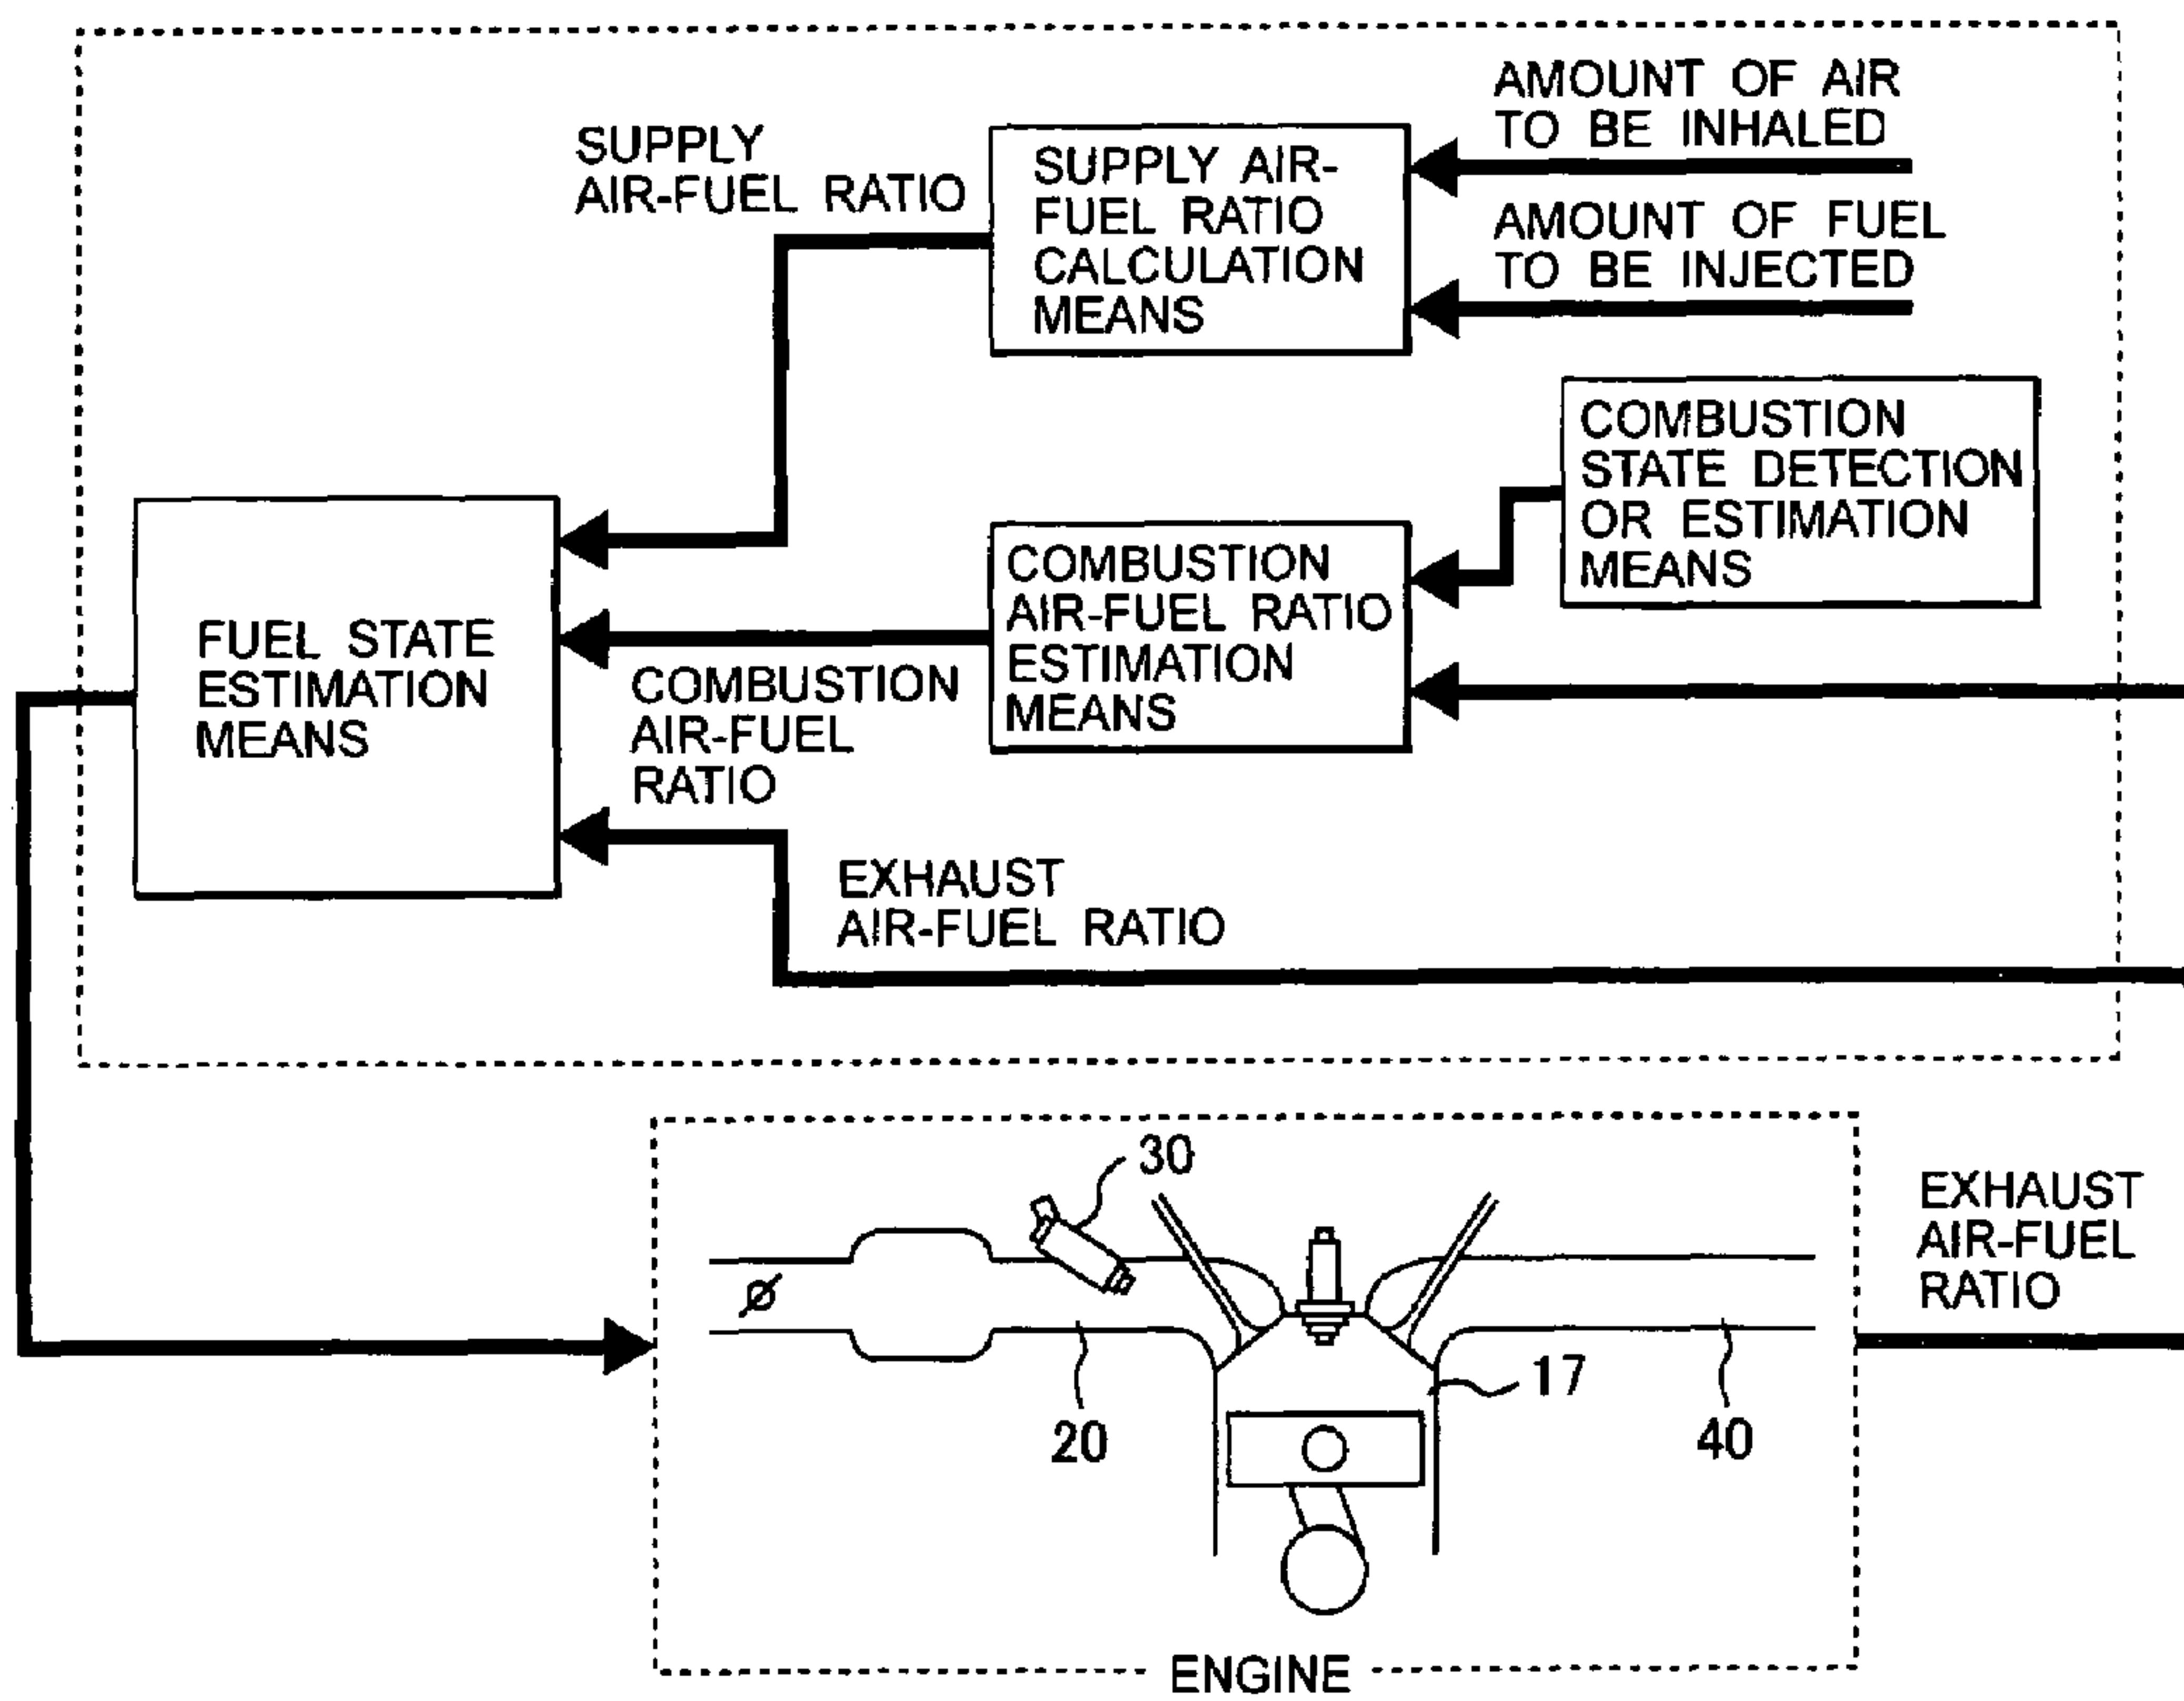 AMOUNT OF AIR
TO BE INHALED
SUPPLY
AIR-FUEL RATIO
SUPPLY AIR-
FUEL RATIO
CALCULATION
MEANS
AMOUNT OF FUEL
TO BE INJECTED
COMBUSTION
STATE DETECTION
OR ESTIMATION
MEANS
COMBUSTION
AIR-FUEL RATIO
ESTIMATION
MEANS
FUEL STATE
ESTIMATION
MEANS
COMBUSTION
AIR-FUEL
RATIO
EXHAUST
AIR-FUEL RATIO
30
EXHAUST
AIR-FUEL
RATIO
17
20
40
ENGINE